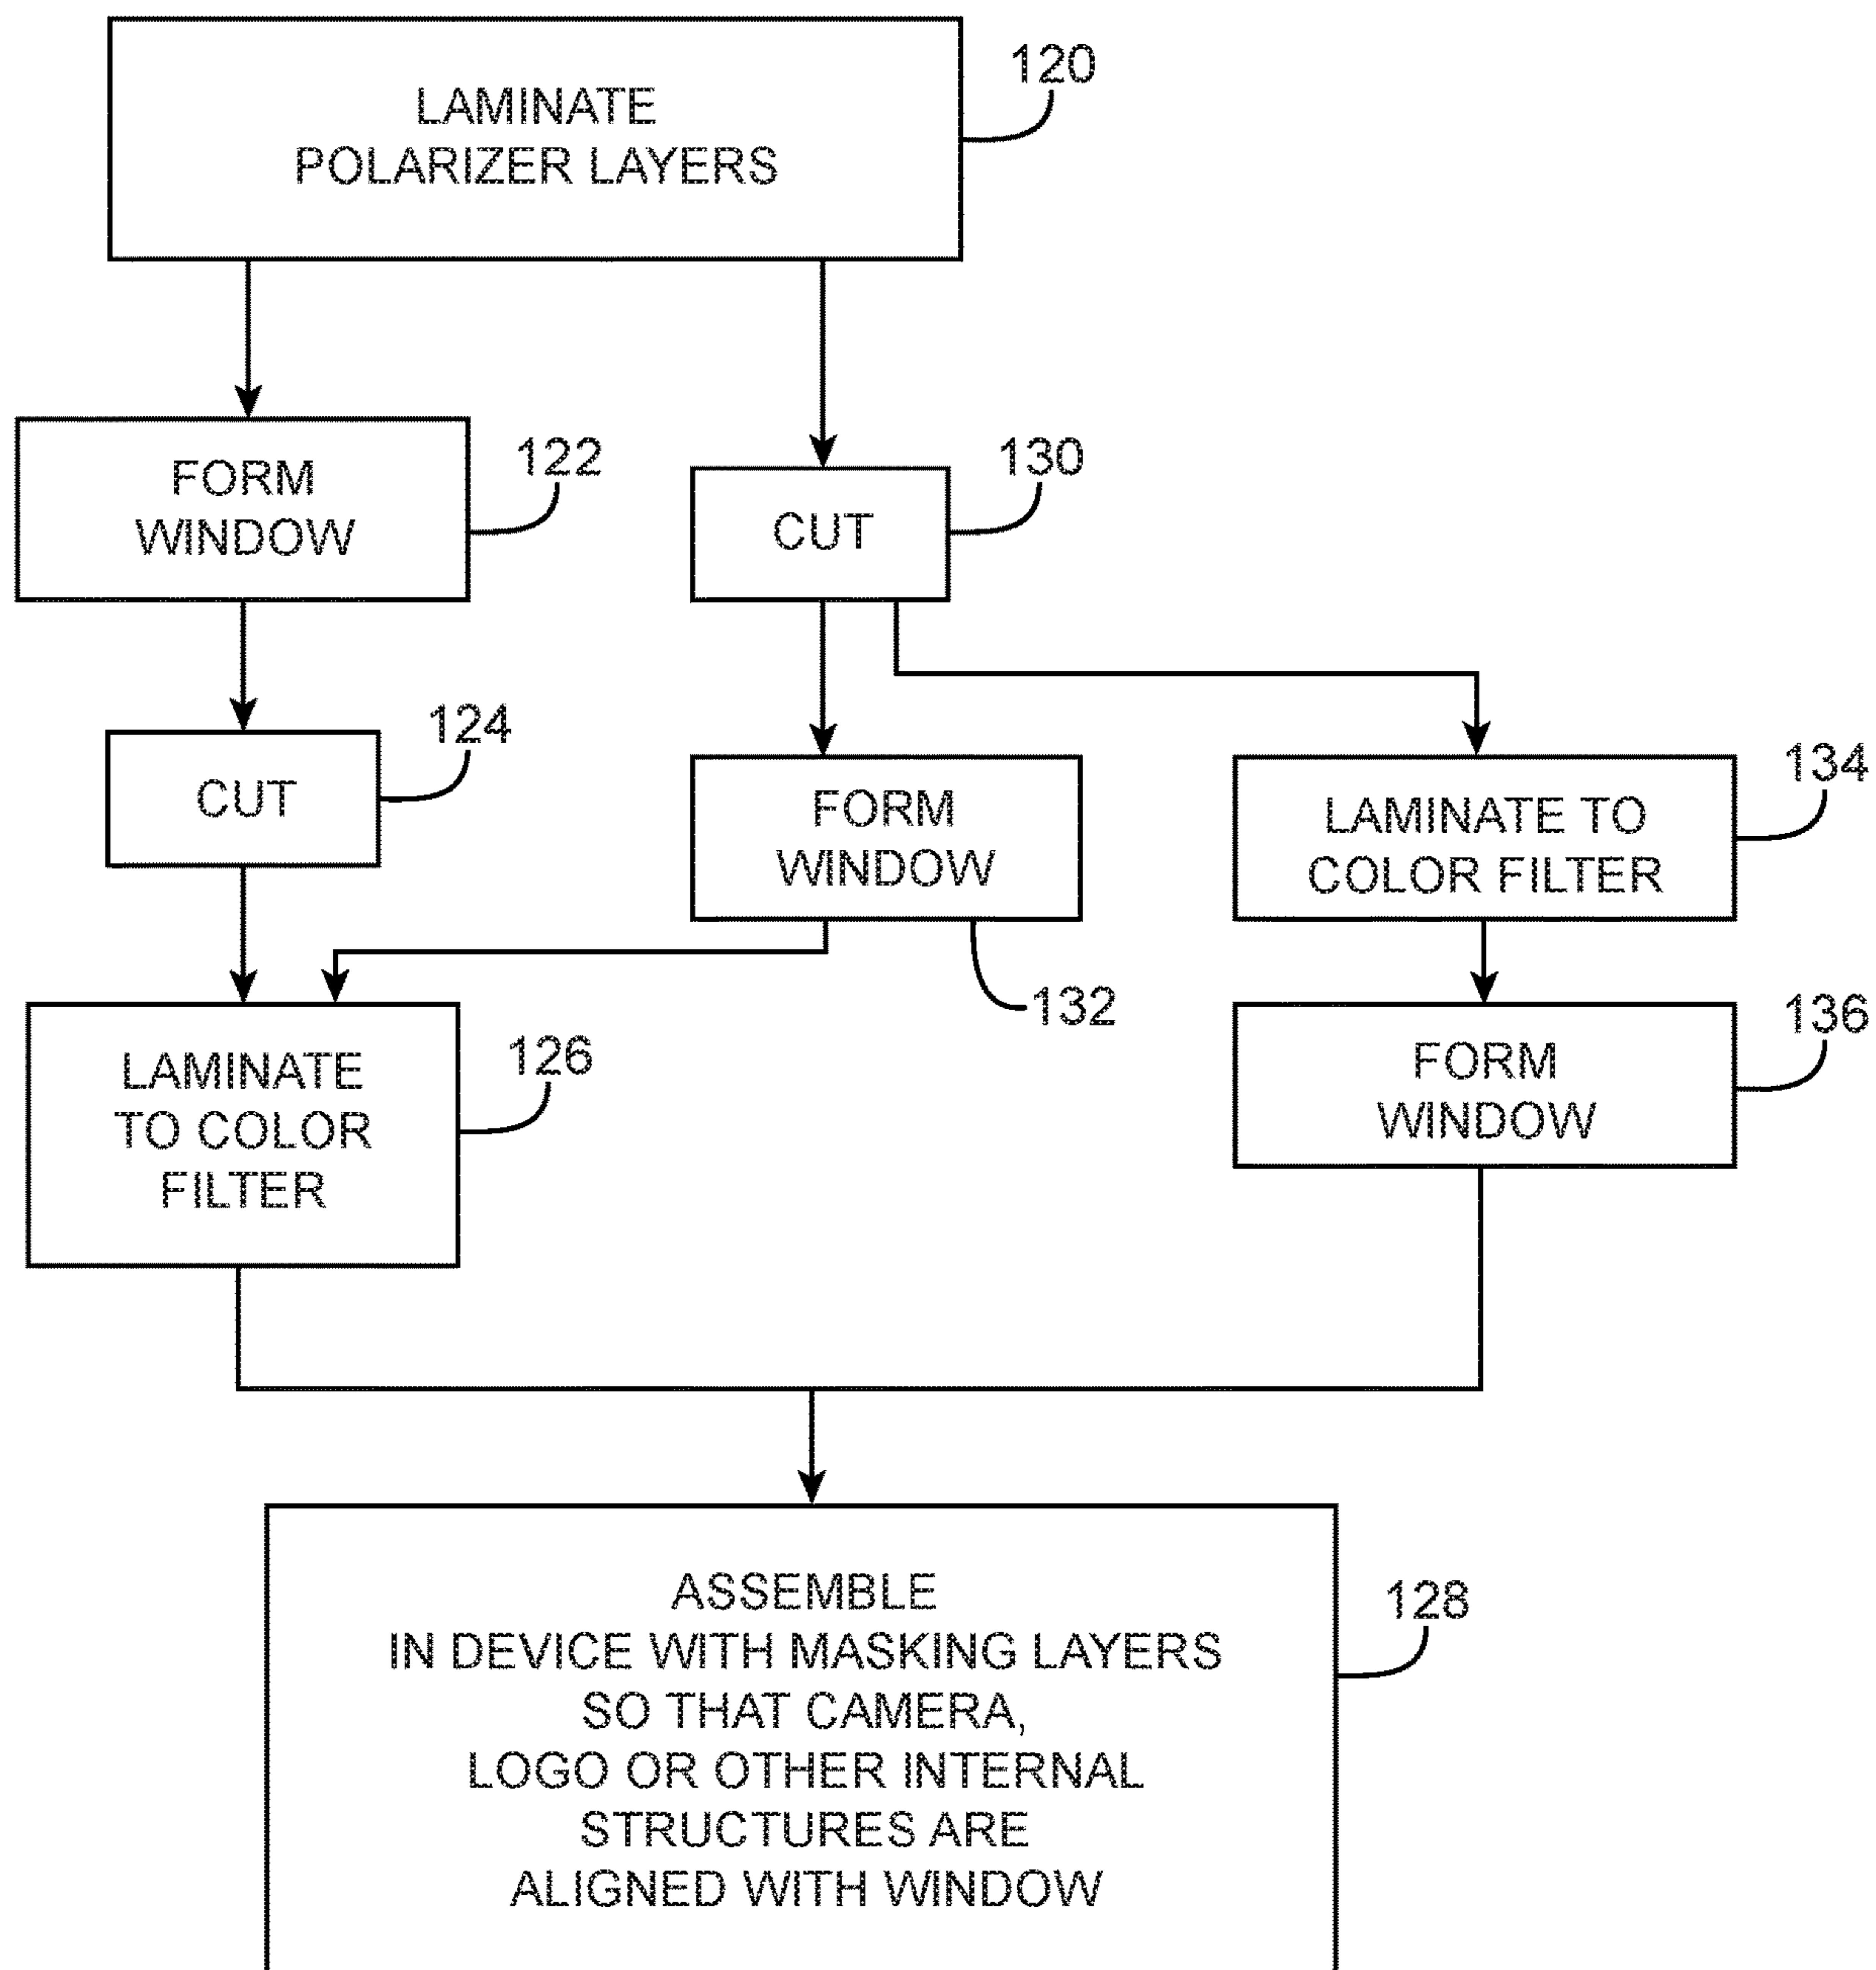 LAMINATE
POLARIZER LAYERS
120
FORM
WINDOW
122
CUT
130
CUT
124
FORM
WINDOW
132
LAMINATE TO
COLOR FILTER
134
LAMINATE
TO COLOR
FILTER
126
FORM
WINDOW
136
ASSEMBLE
IN DEVICE WITH MASKING LAYERS
SO THAT CAMERA,
LOGO OR OTHER INTERNAL
STRUCTURES ARE
ALIGNED WITH WINDOW
128